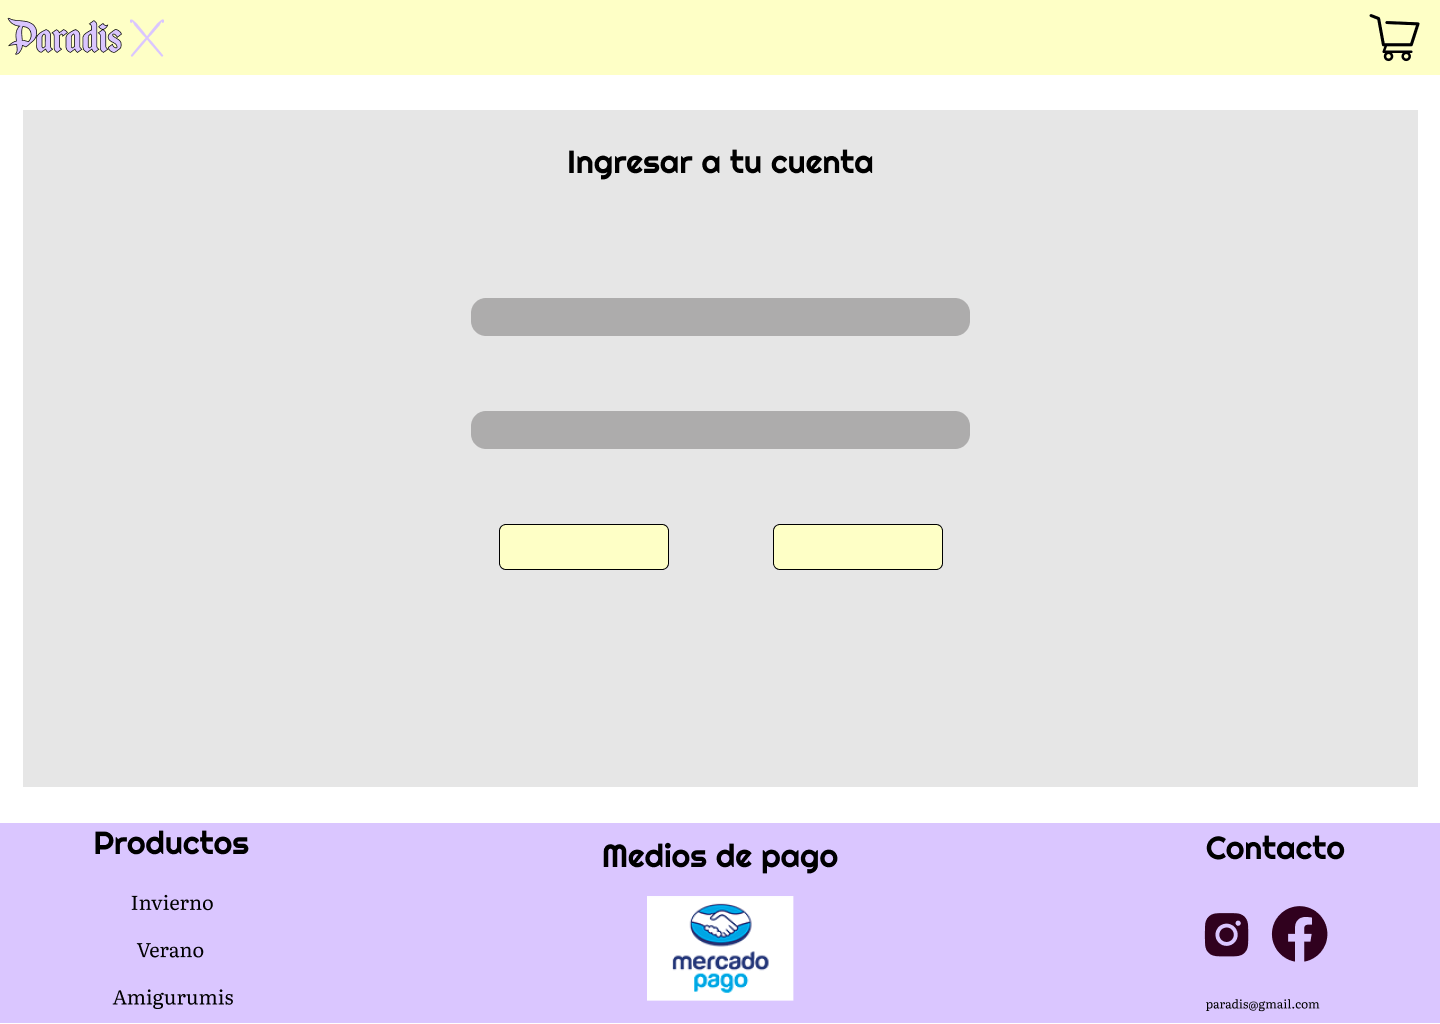 Paradis
Ingresar a tu cuenta
Productos
Invierno
Verano
Amigurumis
Medios de pago
mercado
pago
Contacto
paradis@gmail.com